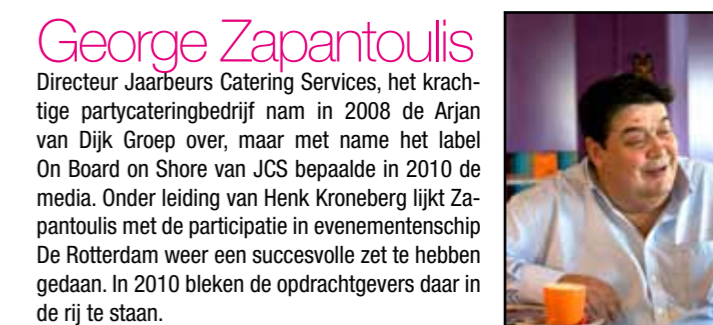 George Zapantoulis
Directeur Jaarbeurs Catering Services, het krach-
tige partycateringbedrijf nam in 2008 de Arjan
van Dijk Groep over, maar met name het label
On Board on Shore van JCS bepaalde in 2010 de
media. Onder leiding van Henk Kroneberg lijkt Za-
pantoulis met de participatie in evenementenschip
De Rotterdam weer een succesvolle zet te hebben
gedaan. In 2010 bleken de opdrachtgevers daar in
de rij te staan.